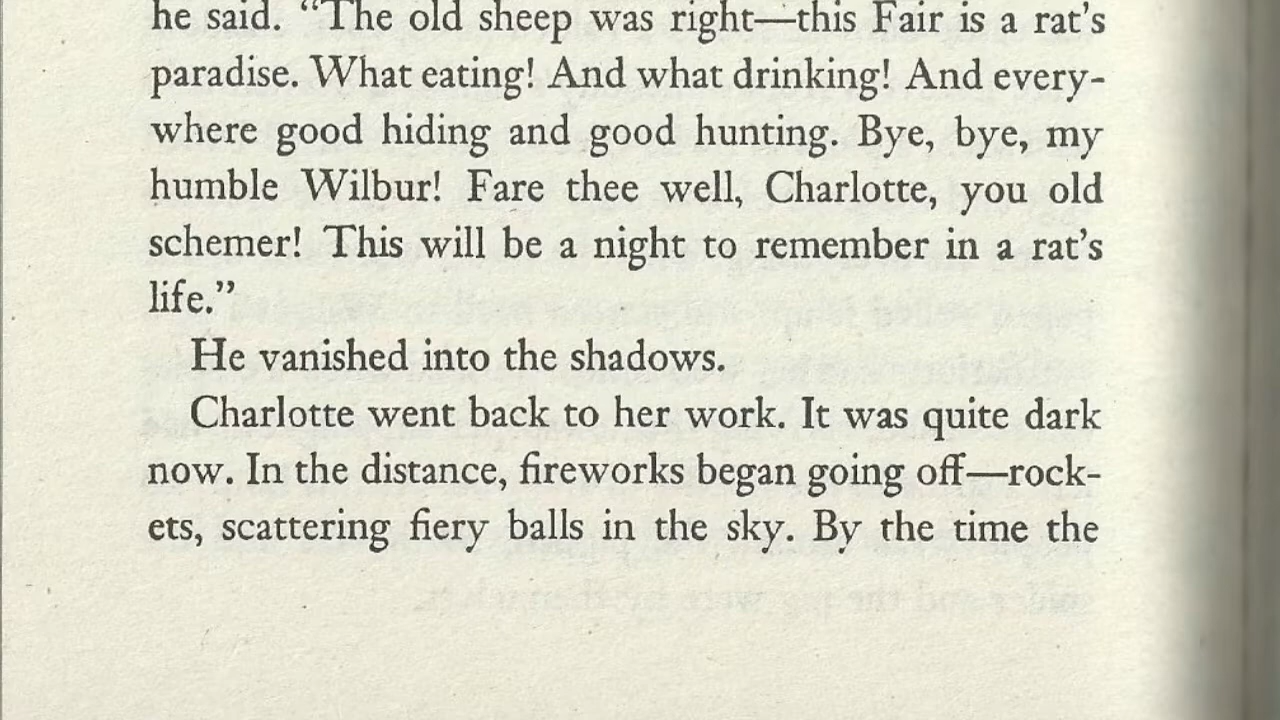 he said. “The old sheep was right—this Fair is a rat’s
paradise. What eating! And what drinking! And every-
where good hiding and good hunting. Bye, bye, my
humble Wilbur! Fare thee well, Charlotte, you old
schemer! This will be a night to remember in a rat’s
life.”
He vanished into the shadows.
Charlotte went back to her work. It was quite dark
now. In the distance, fireworks began going off—rock-
ets, scattering fiery balls in the sky. By the time the